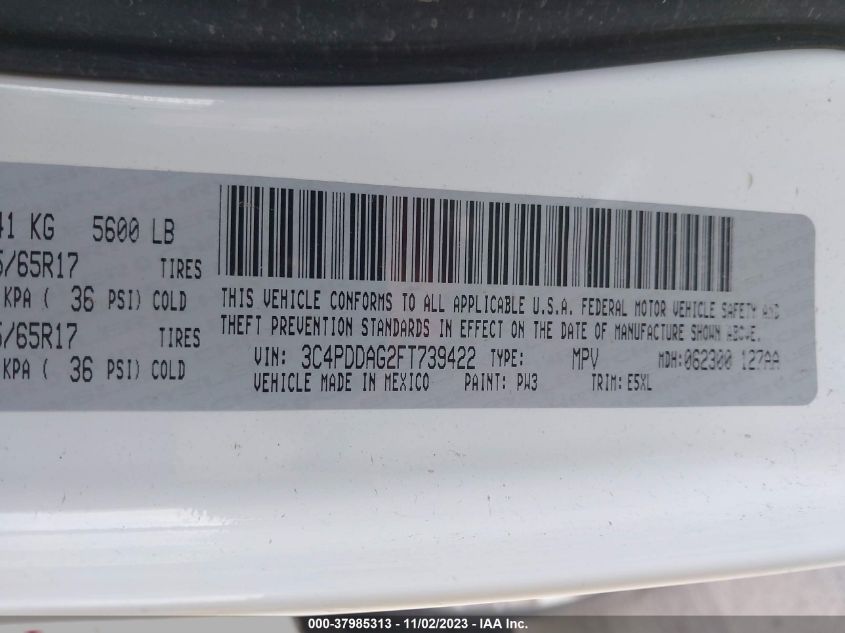 41 KG 5600 LB
5/65R17 TIRES
KPA ( 36 PSI) COLD
5/65R17 TIRES
KPA ( 36 PSI) COLD
THIS VEHICLE CONFORMS TO ALL APPLICABLE U.S.A. FEDERAL MOTOR VEHICLE SAFETY AND
THEFT PREVENTION STANDARDS IN EFFECT ON THE DATE OF MANUFACTURE SHOWN ABOVE.
VIN: 3C4PDDAG2FT739422 TYPE: MPV MDH:062300 127AA
VEHICLE MADE IN MEXICO PAINT: PW3 TRIM: E5XL
000-37985313 - 11/02/2023 - IAA Inc.